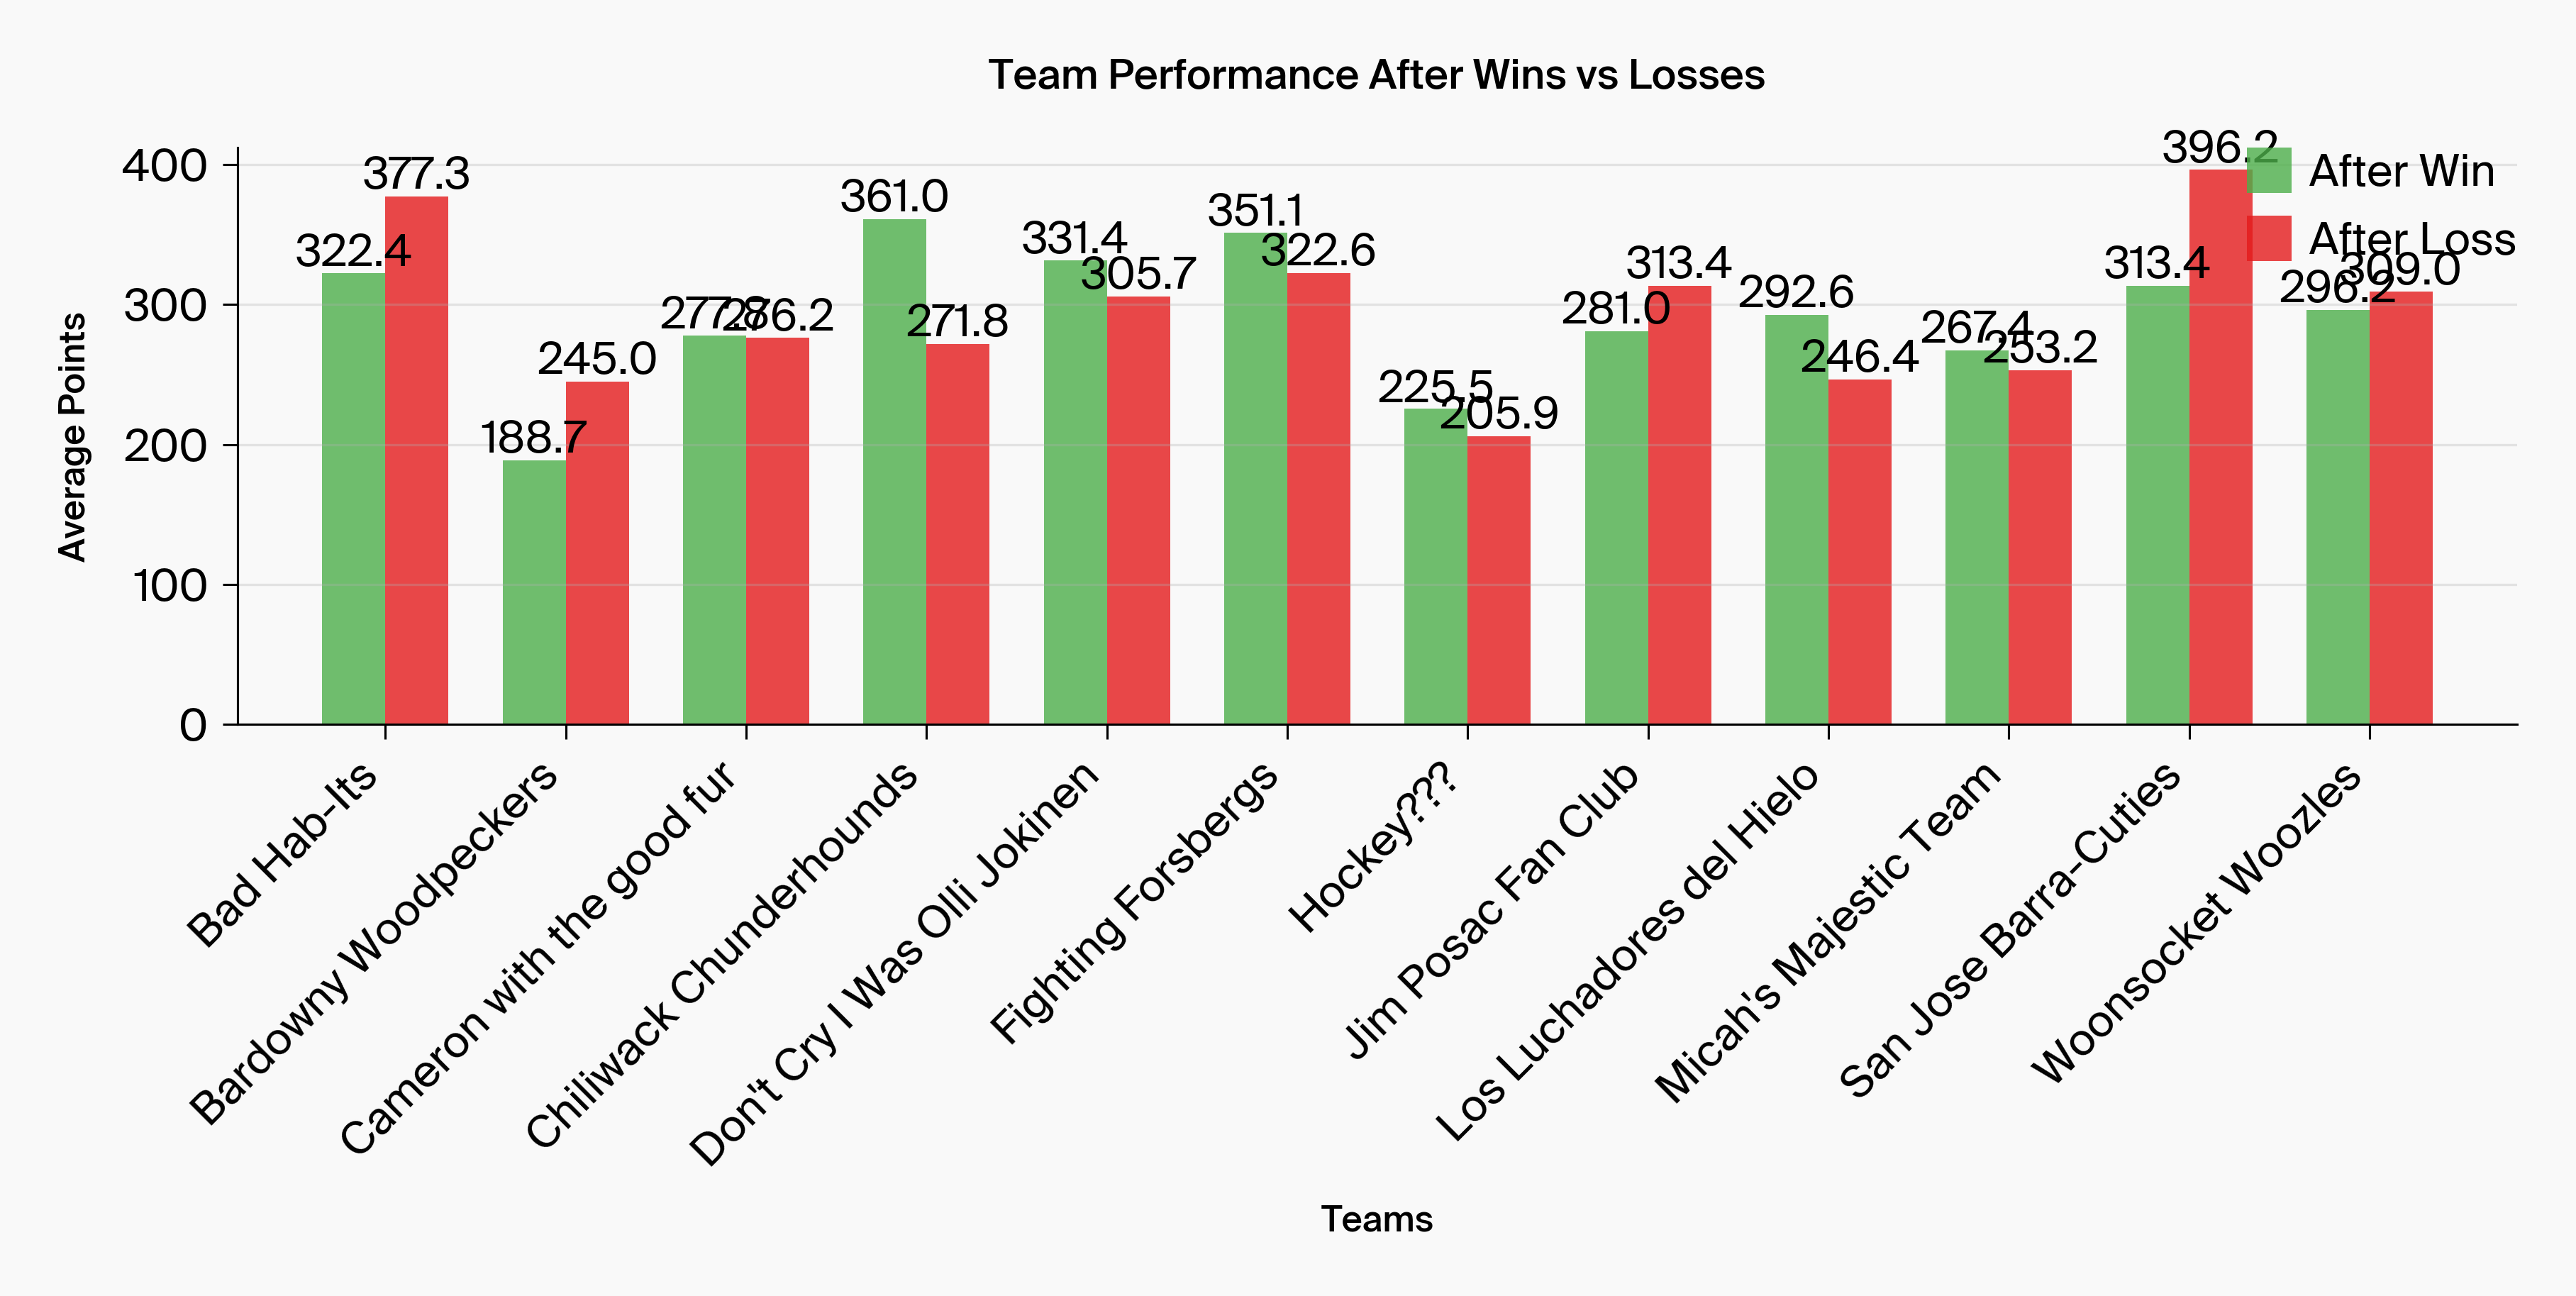 Team Performance After Wins vs Losses
Average Points
400
300
200
100
0
322.4
377.3
188.7
245.0
277.8
276.2
361.0
271.8
331.4
305.7
351.1
322.6
225.5
205.9
281.0
313.4
292.6
246.4
267.4
253.2
313.4
396.2
296.2
309.0
After Win
After Loss
Bad Hab-Its
Bardowny Woodpeckers
Cameron with the good fur
Chiliwack Chunderhounds
Don't Cry I Was Olli Jokinen
Fighting Forsbergs
Hockey???
Jim Posac Fan Club
Los Luchadores del Hielo
Micah's Majestic Team
San Jose Barra-Cuties
Woonsocket Woozles
Teams